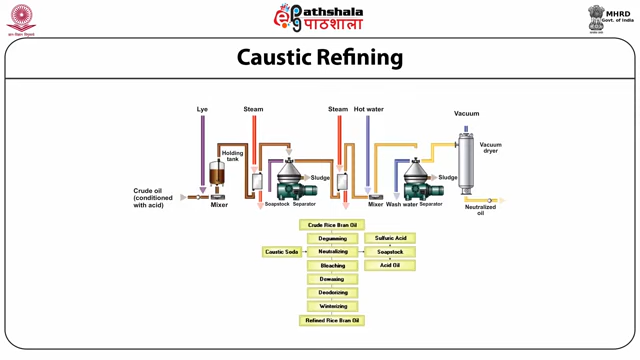 Pathshala
पाठशाला
MHRD
Govt. of India
Caustic Refining
Lye
Steam
Steam
Hot water
Vacuum
Holding
tank
Vacuum
dryer
Sludge
Sludge
Crude oil
(conditioned
with acid)
Mixer
Soapstock
Separator
Mixer
Wash water
Separator
Neutralized
oil
Crude Rice Bran Oil
Degumming
Sulfuric Acid
Caustic Soda
Neutralizing
Soapstock
Bleaching
Acid Oil
Dewaxing
Deodorizing
Winterizing
Refined Rice Bran Oil